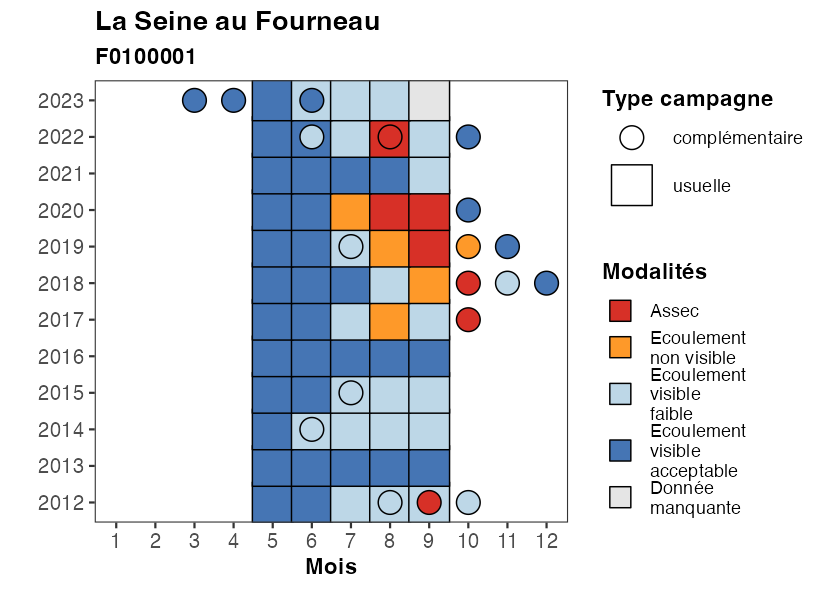 La Seine au Fourneau
F0100001
2023
2022
2021
2020
2019
2018
2017
2016
2015
2014
2013
2012
1 2 3 4 5 6 7 8 9 10 11 12
Mois
Type campagne
complémentaire
usuelle
Modalités
Assec
Ecoulement
non visible
Ecoulement
visible
faible
Ecoulement
visible
acceptable
Donnée
manquante